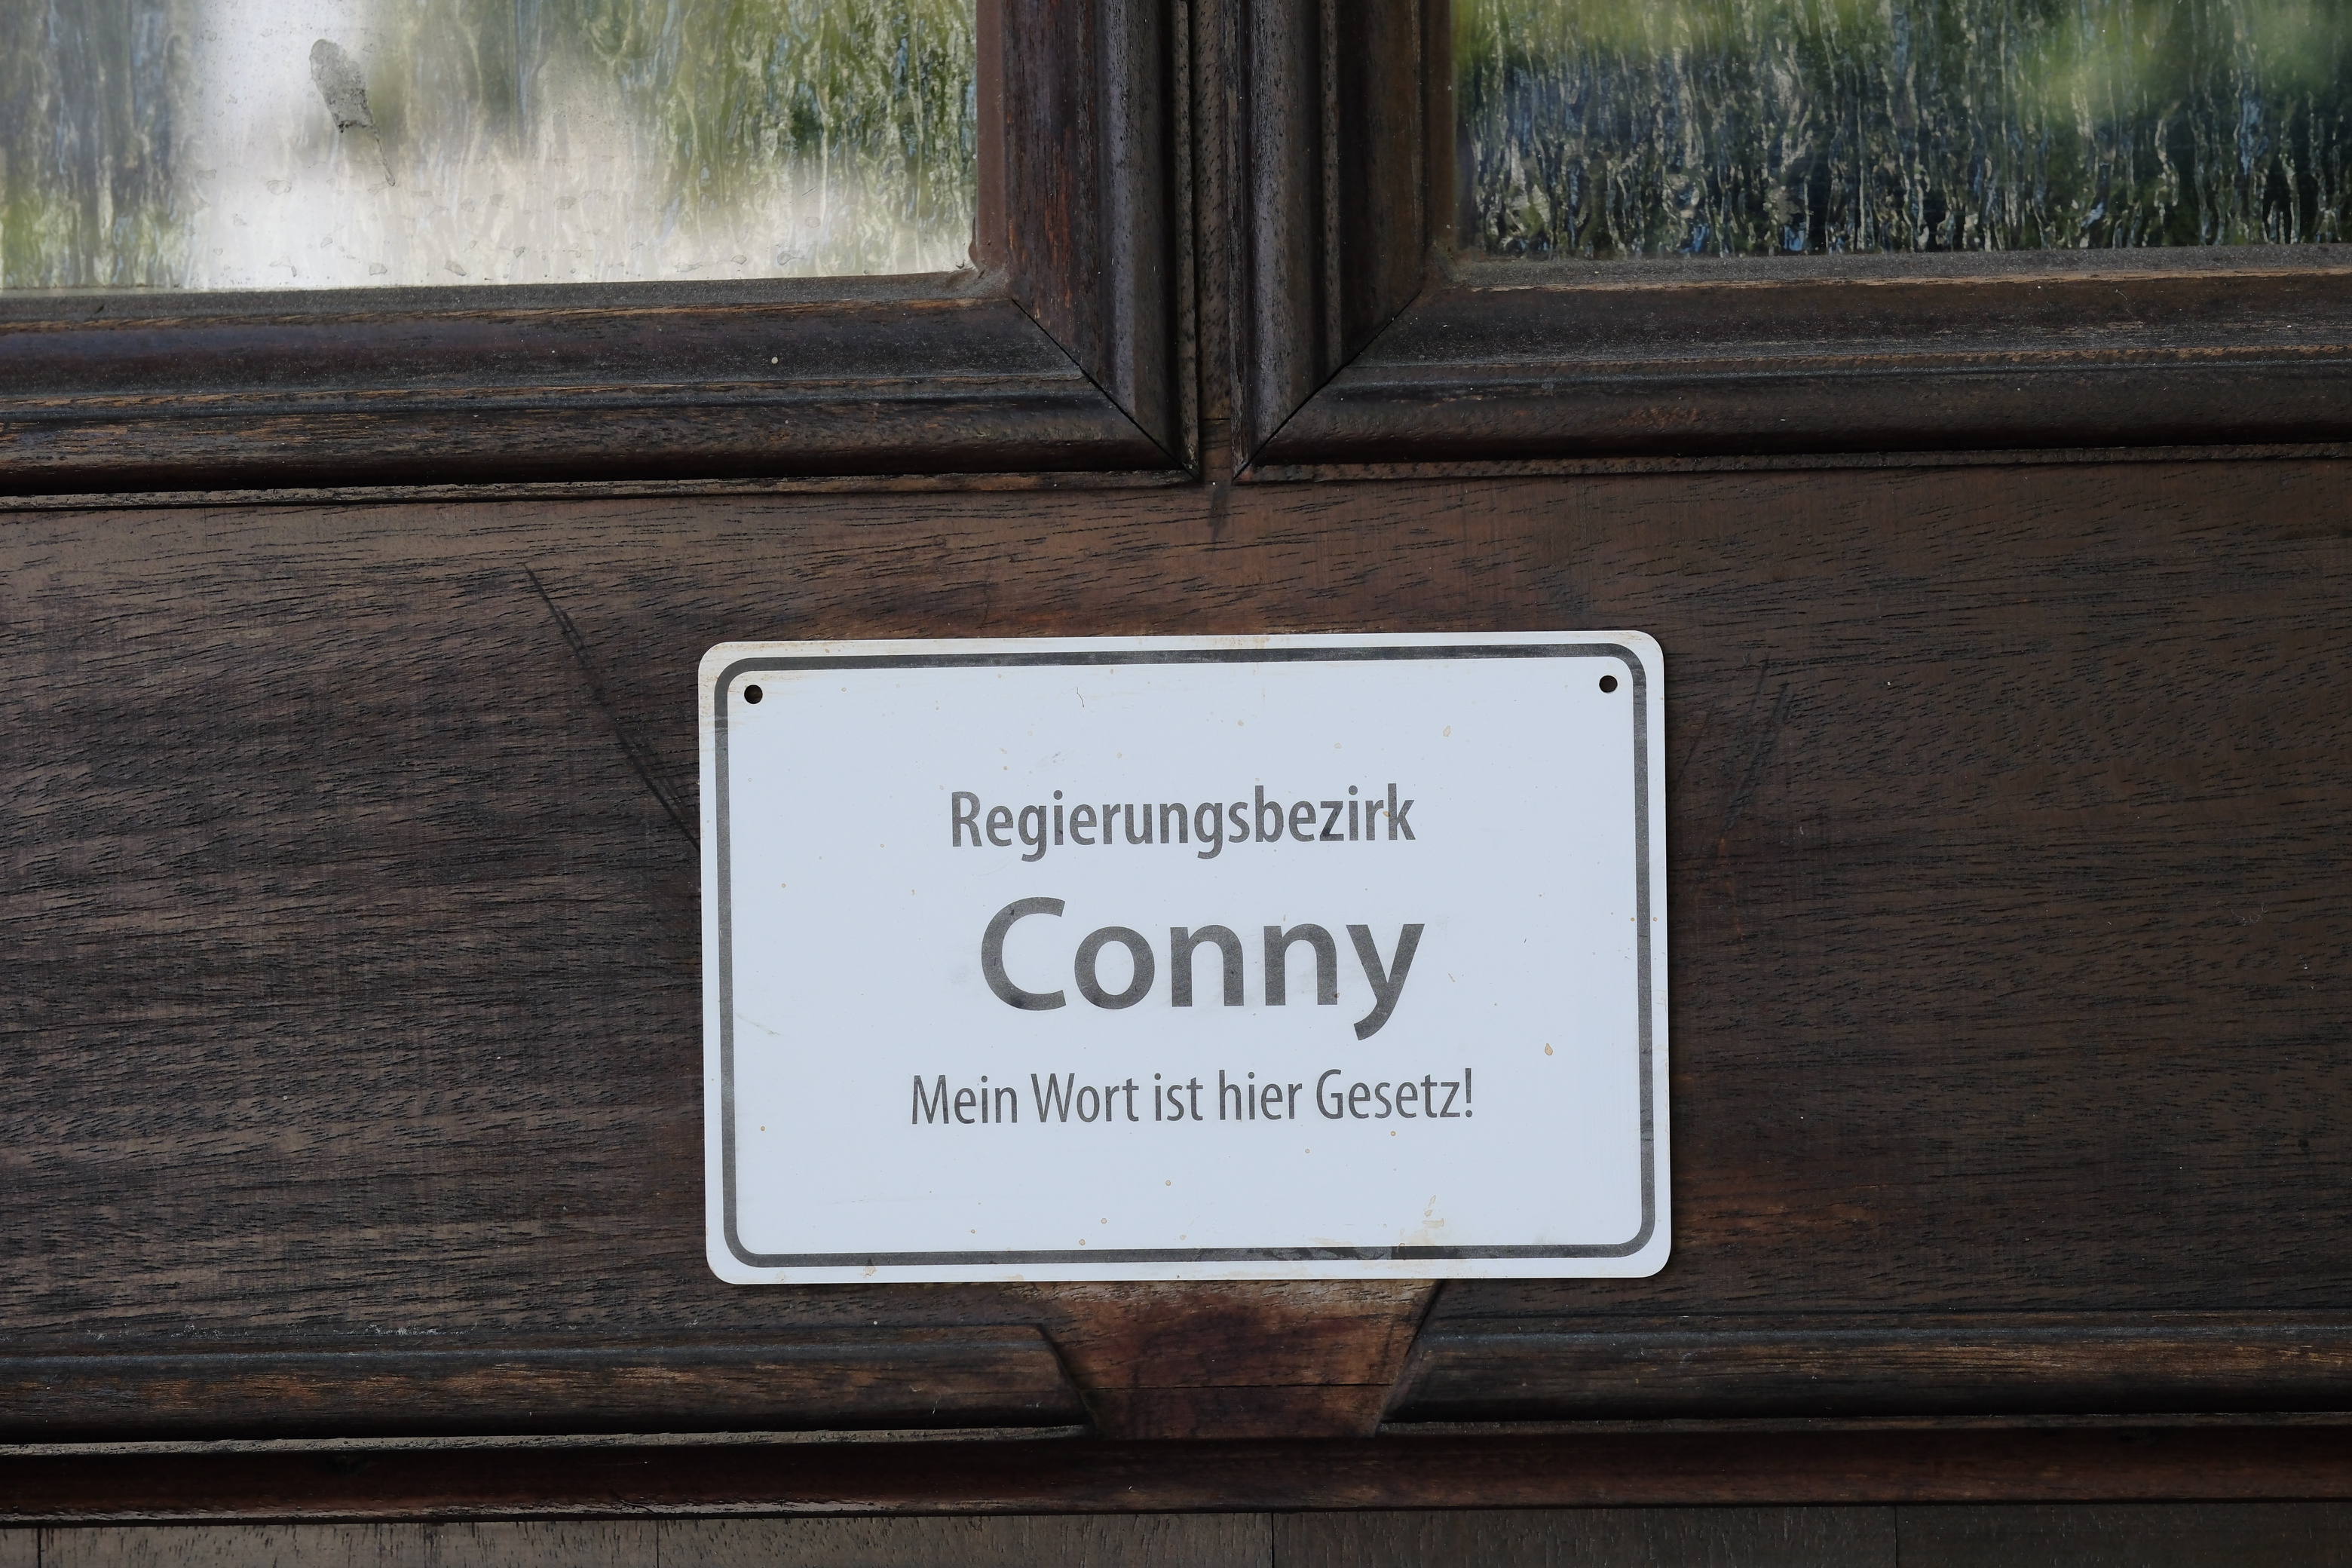 Regierungsbezirk
Conny
Mein Wort ist hier Gesetz!